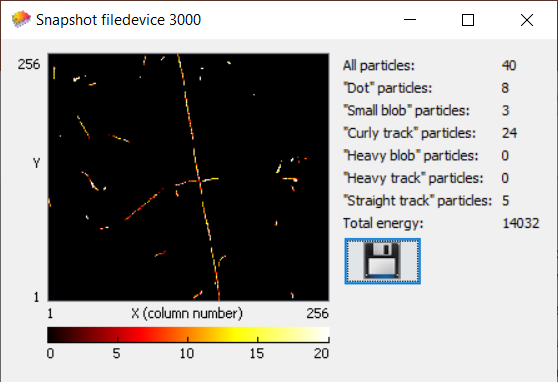 Snapshot filedevice 3000
256
Y
1
1 X (column number) 256
0 5 10 15 20
All particles: 40
"Dot" particles: 8
"Small blob" particles: 3
"Curly track" particles: 24
"Heavy blob" particles: 0
"Heavy track" particles: 0
"Straight track" particles: 5
Total energy: 14032